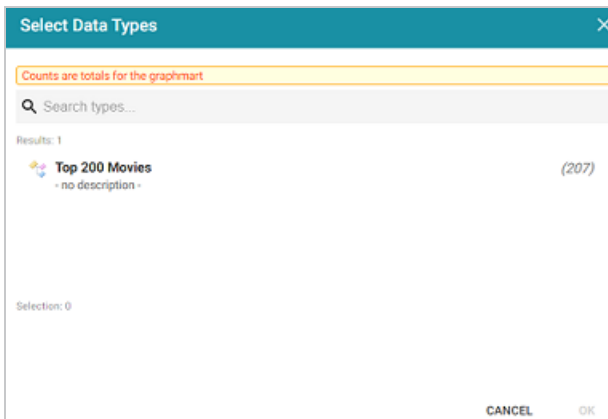 Select Data Types
Counts are totals for the graphmart
Search types...
Results: 1
Top 200 Movies (207)
- no description -
Selection: 0
CANCEL OK